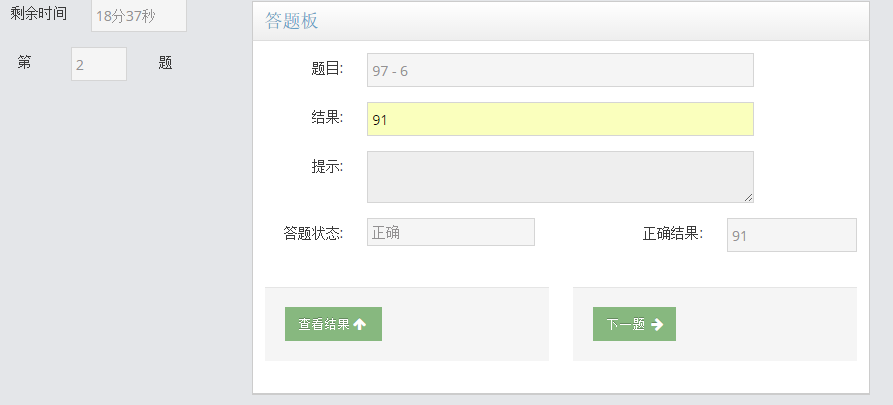 剩余时间 18分37秒
第 2 题
答题板
题目: 97 - 6
结果: 91
提示:
答题状态: 正确 正确结果: 91
查看结果 下一题